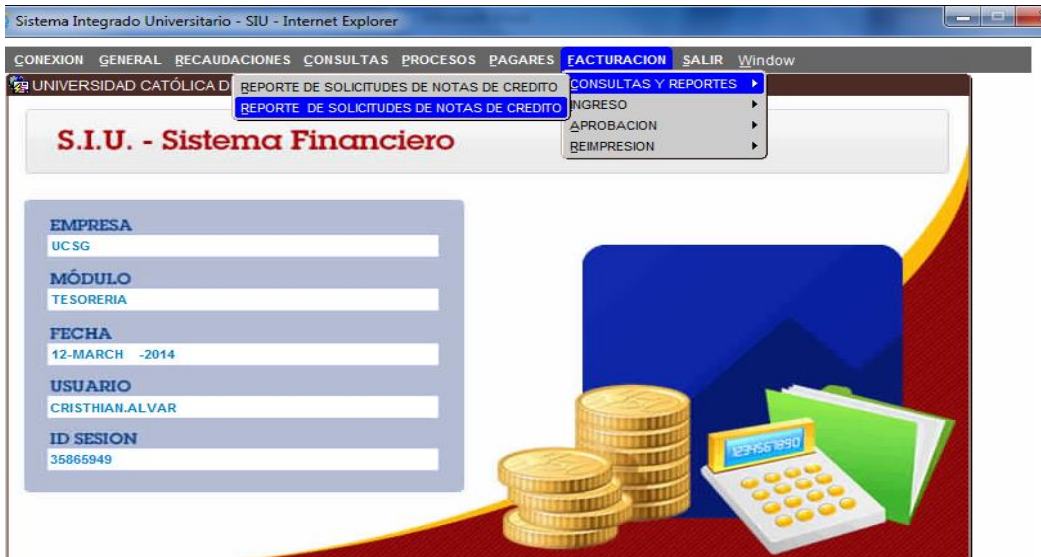 Sistema Integrado Universitario - SIU - Internet Explorer
CONEXION GENERAL RECAUDACIONES CONSULTAS PROCESOS PAGARES FACTURACION SALIR Window
UNIVERSIDAD CATÓLICA D
REPORTE DE SOLICITUDES DE NOTAS DE CREDITO
REPORTE DE SOLICITUDES DE NOTAS DE CREDITO
CONSULTAS Y REPORTES
INGRESO
APROBACION
REIMPRESION
S.I.U. - Sistema Financiero
EMPRESA
UCSG
MÓDULO
TESORERIA
FECHA
12-MARCH -2014
USUARIO
CRISTHIAN.ALVAR
ID SESION
35865949
1234567890